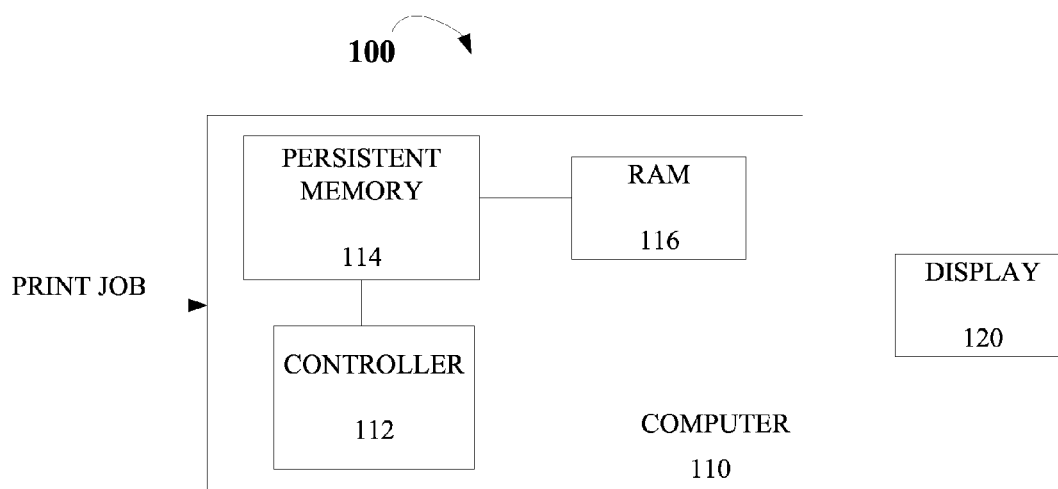 100
PERSISTENT
MEMORY
114
RAM
116
PRINT JOB
DISPLAY
120
CONTROLLER
112
COMPUTER
110